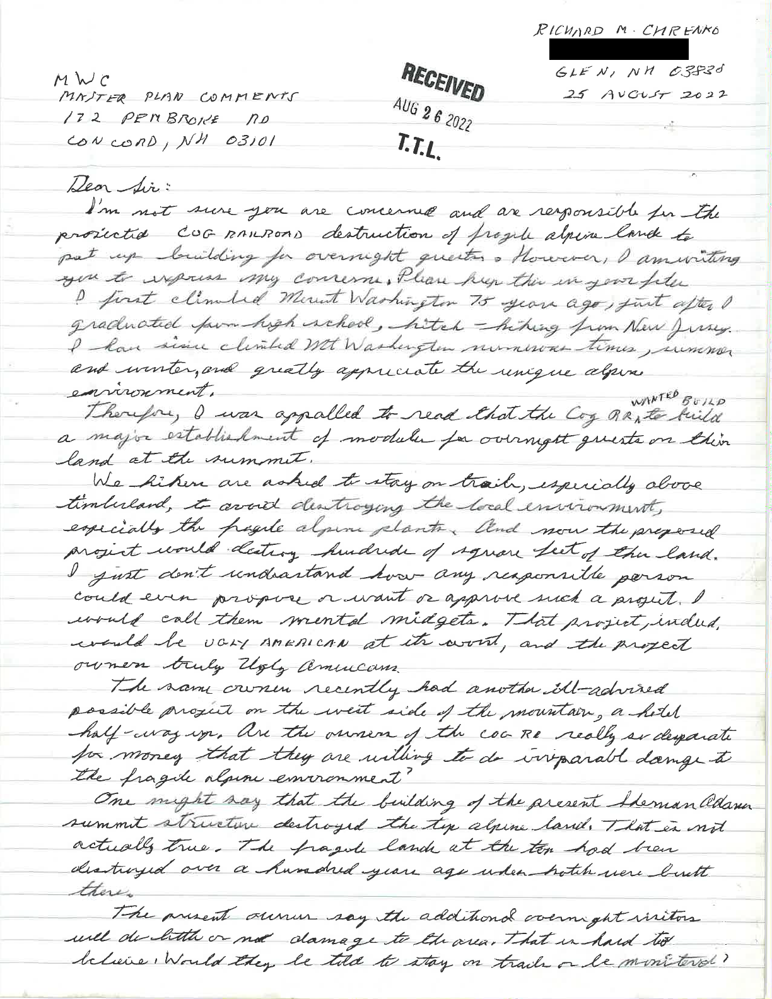 RICHARD M. CHRENKO
GLEN, NH 03838
25 AUGUST 2022
MWC
MASTER PLAN COMMENTS
172 PEMBROKE RD
CONCORD, NH 03101
RECEIVED
AUG 26 2022
T.T.L.
Dear Sir:
I'm not sure you are concerned and are responsible for the
projected COG RAILROAD destruction of fragile alpine land to
put up building for overnight guests. However, I am writing
you to express my concerns. Please keep this in your files
I first climbed Mount Washington 75 years ago, just after I
graduated from high school, hitch-hiking from New Jersey.
I have since climbed Mt Washington numerous times, summer
and winter, and greatly appreciate the unique alpine
environment.
WANTED BUILD
Therefore, I was appalled to read that the Cog RR ^ to build
a major establishment of modules for overnight guests on their
land at the summit.
We hikers are asked to stay on trails, especially above
timberland, to avoid destroying the local environment,
especially the fragile alpine plants. And now the proposed
project would destroy hundreds of square feet of this land.
I just don't understand how any responsible person
could even propose or want or approve such a project. I
would call them mental midgets. That project, indeed,
would be UGLY AMERICAN at its worst, and the project
owners truly Ugly Americans.
The same owners recently had another ill-advised
possible project on the west side of the mountain, a hotel
half-way up. Are the owners of the COG RR really so desparate
for money that they are willing to do irreparable damage to
the fragile alpine environment?
One might say that the building of the present Sherman Adams
summit structure destroyed the top alpine land. That is not
actually true. The fragile lands at the top had been
destroyed over a hundred years ago when hotels were built
there.
The present owners say the additional overnight visitors
will do little or no damage to the area. That is hard to
believe. Would they be told to stay on trails or be monitered?